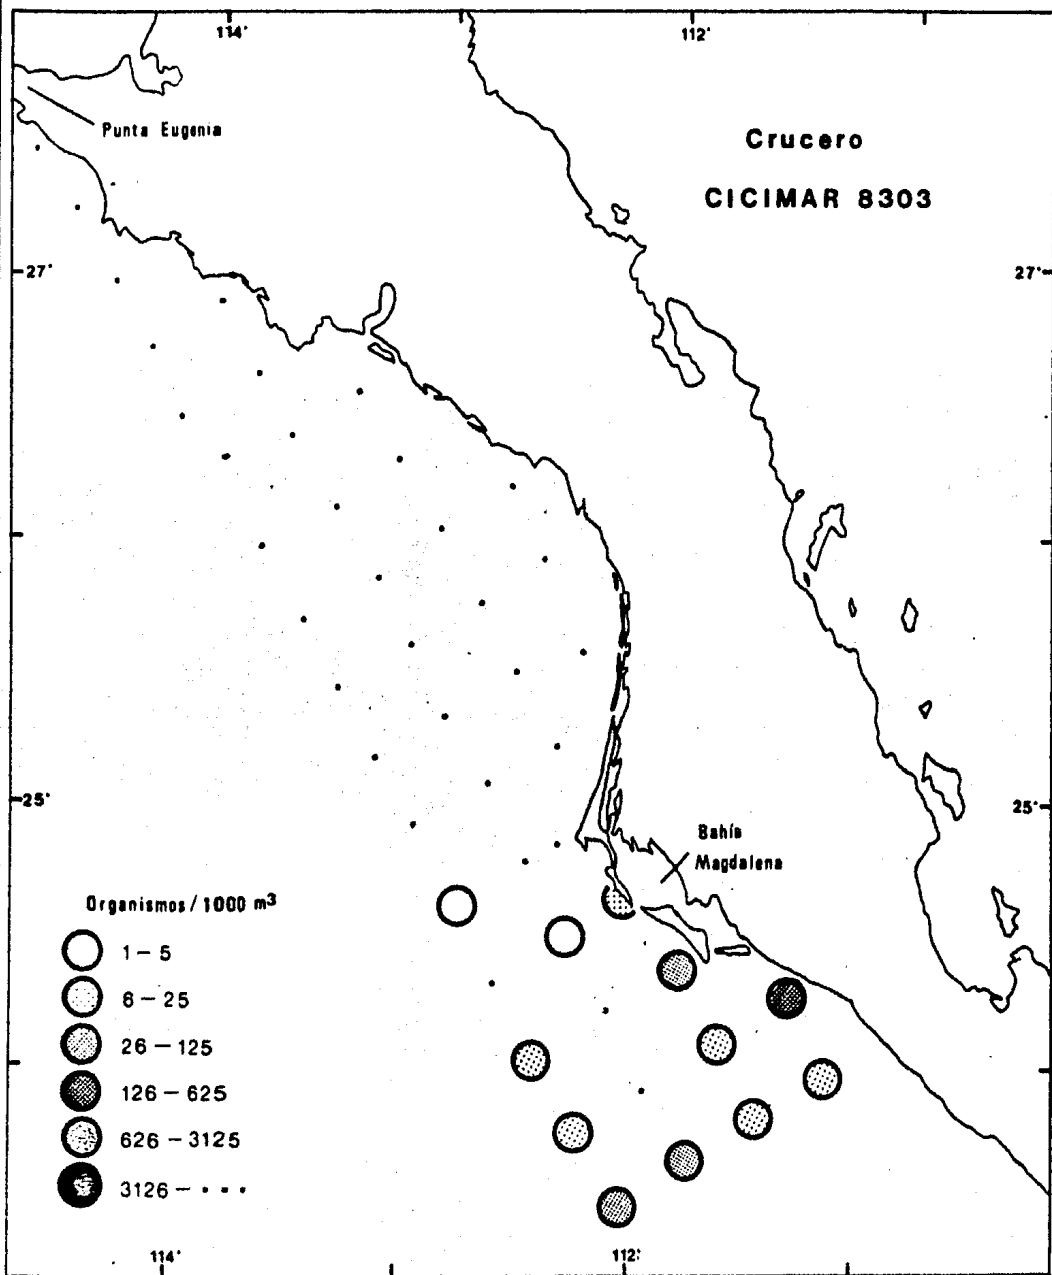 114°
112°
Punta Eugenia
Crucero
CICIMAR 8303
27°
27°
25°
25°
Bahía
Magdalena
Organismos / 1000 m³
1 – 5
6 – 25
26 – 125
126 – 625
626 – 3125
3126 – • • •
114°
112°